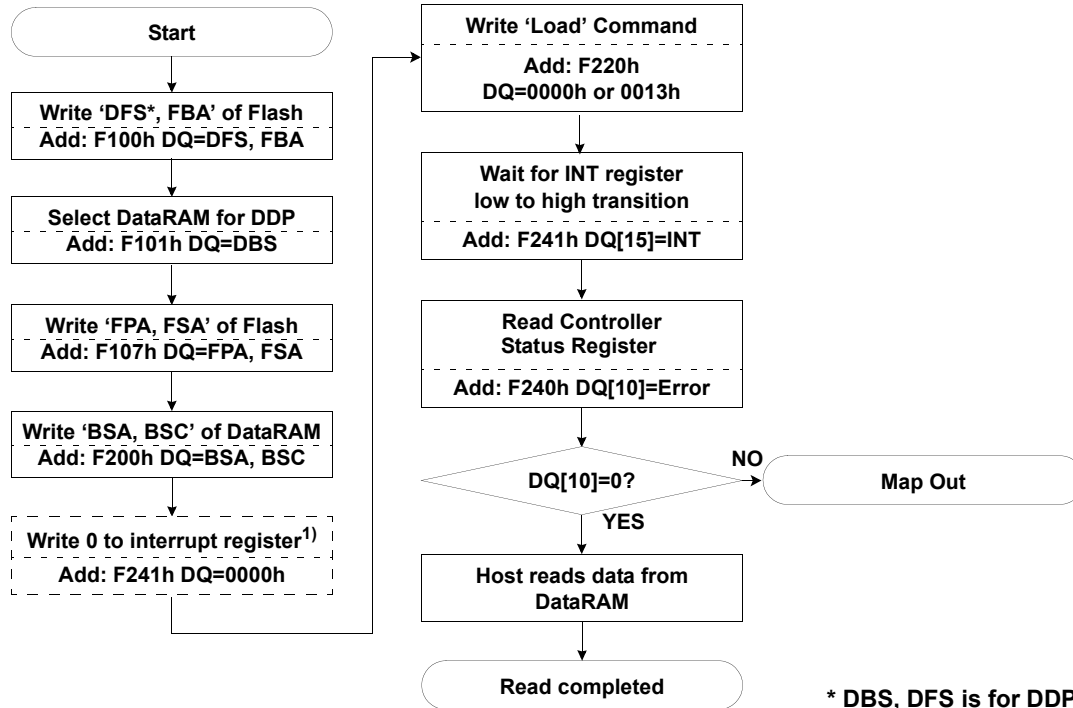 Start
Write ‘DFS*, FBA’ of Flash
Add: F100h DQ=DFS, FBA
Select DataRAM for DDP
Add: F101h DQ=DBS
Write ‘FPA, FSA’ of Flash
Add: F107h DQ=FPA, FSA
Write ‘BSA, BSC’ of DataRAM
Add: F200h DQ=BSA, BSC
Write 0 to interrupt register1)
Add: F241h DQ=0000h
Write ‘Load’ Command
Add: F220h
DQ=0000h or 0013h
Wait for INT register
low to high transition
Add: F241h DQ[15]=INT
Read Controller
Status Register
Add: F240h DQ[10]=Error
DQ[10]=0?
NO
Map Out
YES
Host reads data from
DataRAM
Read completed
* DBS, DFS is for DDP